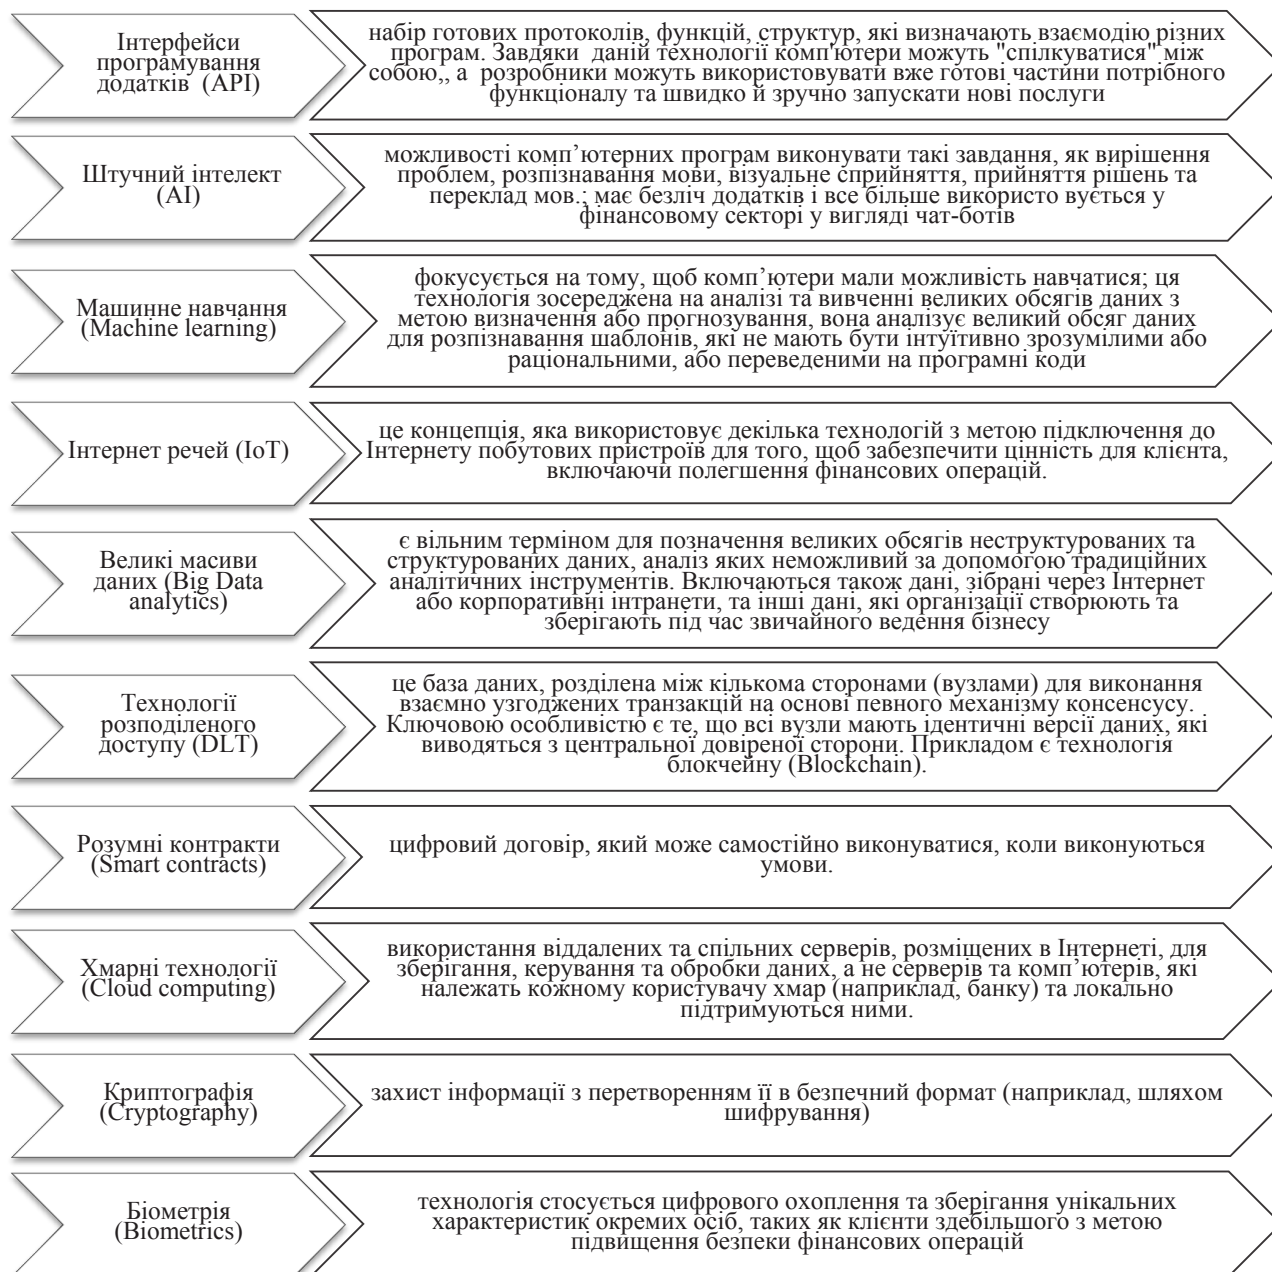 Інтерфейси
програмування
додатків (API)
набір готових протоколів, функцій, структур, які визначають взаємодію різних
програм. Завдяки даній технології комп'ютери можуть "спілкуватися" між
собою,, а розробники можуть використовувати вже готові частини потрібного
функціоналу та швидко й зручно запускати нові послуги
Штучний інтелект
(AI)
можливості комп’ютерних програм виконувати такі завдання, як вирішення
проблем, розпізнавання мови, візуальне сприйняття, прийняття рішень та
переклад мов.; має безліч додатків і все більше використо вується у
фінансовому секторі у вигляді чат-ботів
Машинне навчання
(Machine learning)
фокусується на тому, щоб комп’ютери мали можливість навчатися; ця
технологія зосереджена на аналізі та вивченні великих обсягів даних з
метою визначення або прогнозування, вона аналізує великий обсяг даних
для розпізнавання шаблонів, які не мають бути інтуїтивно зрозумілими або
раціональними, або переведеними на програмні коди
Інтернет речей (IoT)
це концепція, яка використовує декілька технологій з метою підключення до
Інтернету побутових пристроїв для того, щоб забезпечити цінність для клієнта,
включаючи полегшення фінансових операцій.
Великі масиви
даних (Big Data
analytics)
є вільним терміном для позначення великих обсягів неструктурованих та
структурованих даних, аналіз яких неможливий за допомогою традиційних
аналітичних інструментів. Включаються також дані, зібрані через Інтернет
або корпоративні інтранети, та інші дані, які організації створюють та
зберігають під час звичайного ведення бізнесу
Технології
розподіленого
доступу (DLT)
це база даних, розділена між кількома сторонами (вузлами) для виконання
взаємно узгоджених транзакцій на основі певного механізму консенсусу.
Ключовою особливістю є те, що всі вузли мають ідентичні версії даних, які
виводяться з центральної довіреної сторони. Прикладом є технологія
блокчейну (Blockchain).
Розумні контракти
(Smart contracts)
цифровий договір, який може самостійно виконуватися, коли виконуються
умови.
Хмарні технології
(Cloud computing)
використання віддалених та спільних серверів, розміщених в Інтернеті, для
зберігання, керування та обробки даних, а не серверів та комп’ютерів, які
належать кожному користувачу хмар (наприклад, банку) та локально
підтримуються ними.
Криптографія
(Cryptography)
захист інформації з перетворенням її в безпечний формат (наприклад, шляхом
шифрування)
Біометрія
(Biometrics)
технологія стосується цифрового охоплення та зберігання унікальних
характеристик окремих осіб, таких як клієнти здебільшого з метою
підвищення безпеки фінансових операцій